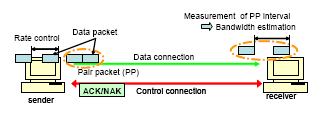 Measurement of PP Interval
Bandwidth estimation
Data packet
Rate control
Data connection
Pair packet (PP)
ACK/NAK
Control connection
sender
receiver